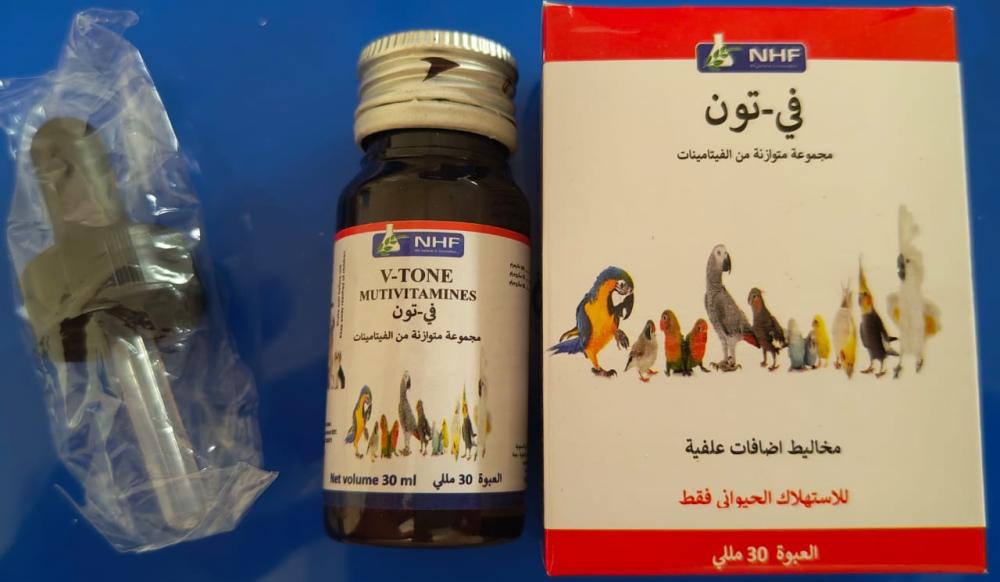 NHF
V-TONE
MUTIVITAMINES
في-تون
مجموعة متوازنة من الفيتامينات
Net volume 30 ml العبوة 30 مللي
NHF
في-تون
مجموعة متوازنة من الفيتامينات
مخاليط اضافات علفية
للاستهلاك الحيواني فقط
العبوة 30 مللي